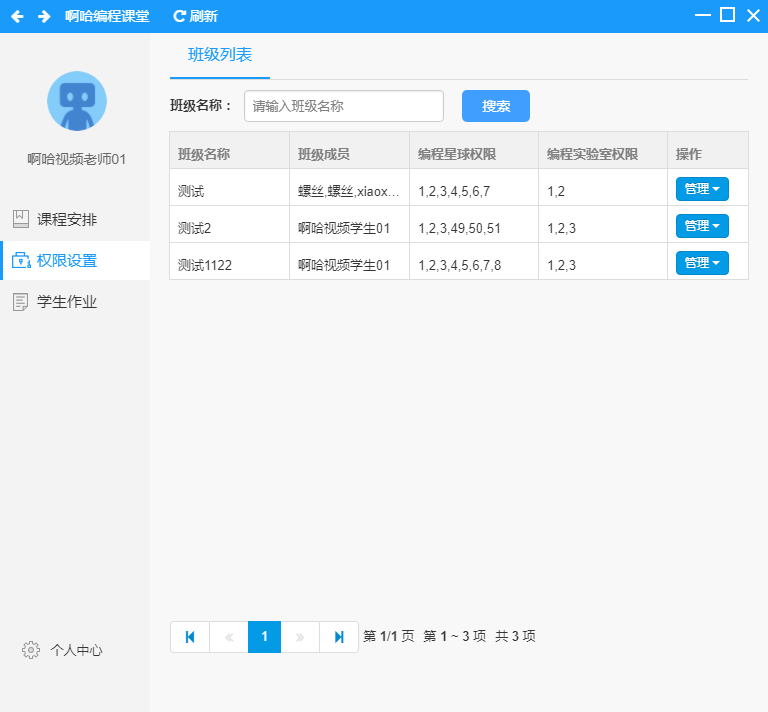 啊哈编程课堂 刷新
班级列表
班级名称： 请输入班级名称 搜索
啊哈视频老师01
课程安排
权限设置
学生作业
个人中心
班级名称 班级成员 编程星球权限 编程实验室权限 操作
测试 螺丝,螺丝,xiaox... 1,2,3,4,5,6,7 1,2 管理
测试2 啊哈视频学生01 1,2,3,49,50,51 1,2,3 管理
测试1122 啊哈视频学生01 1,2,3,4,5,6,7,8 1,2,3 管理
« 1 » 第 1/1 页 第 1 ~ 3 项 共 3 项